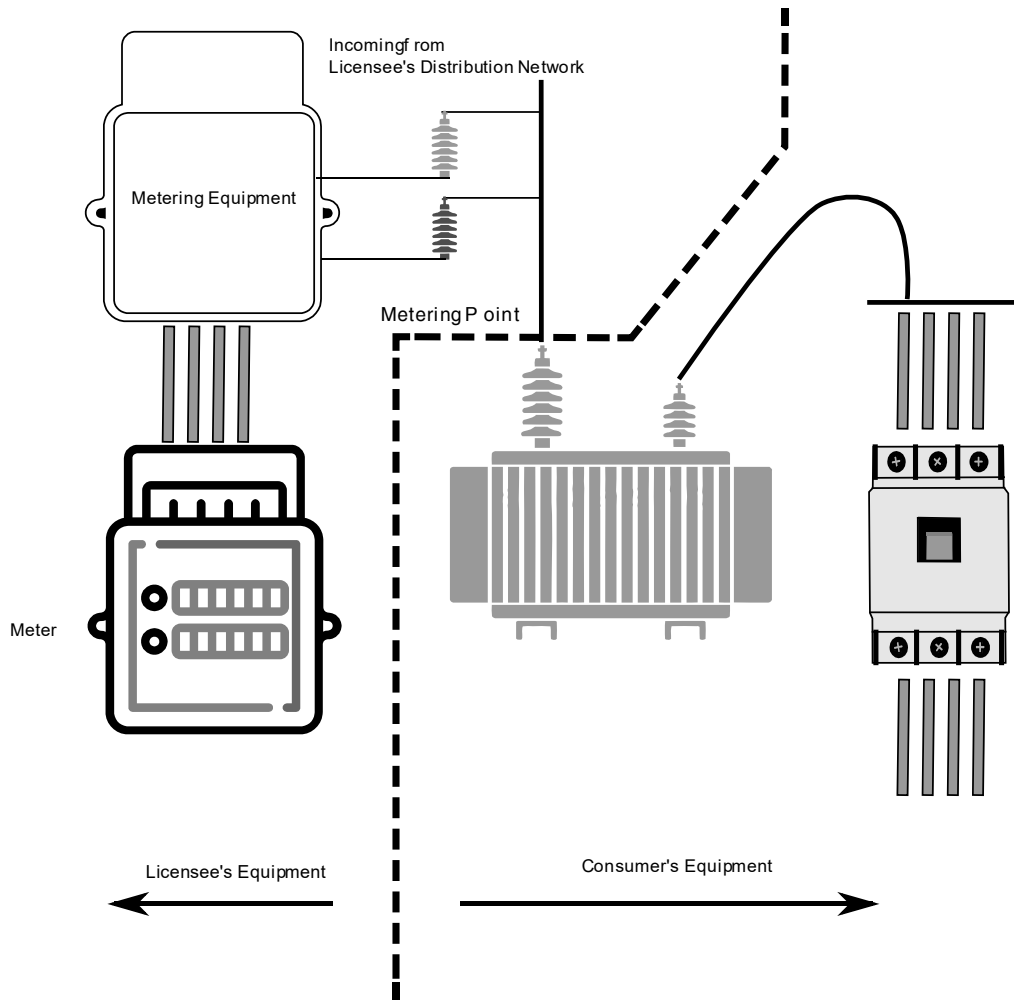 Incomingf rom
Licensee's Distribution Network
Metering Equipment
Metering P oint
Meter
Licensee's Equipment
Consumer's Equipment